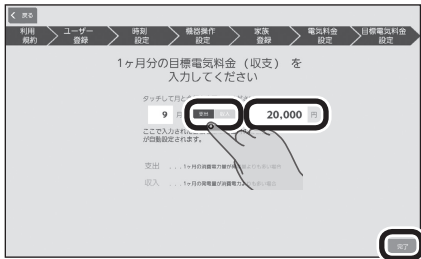 戻る
利用規約
ユーザー登録
時刻設定
機器操作設定
家族登録
電気料金設定
目標電気料金設定
1ヶ月分の目標電気料金（収支）を
入力してください
タッチして月と
9 月 支出 収入 20,000 円
ここで入力された
が自動設定されます。
支出 ...1ヶ月の消費電力量が
収入 ...1ヶ月の発電量が消費電力
完了